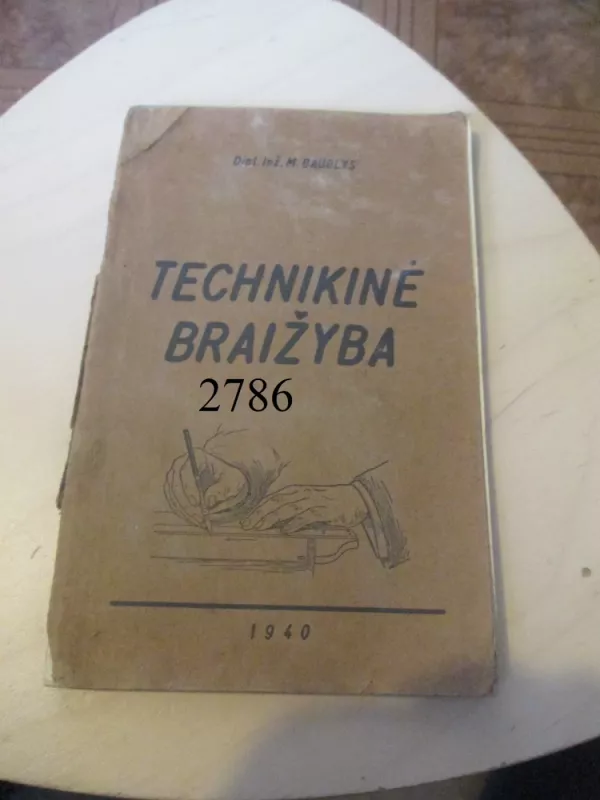 Dipl. Inž. M. BAUBLYS
TECHNIKINĖ
BRAIŽYBA
2786
1940